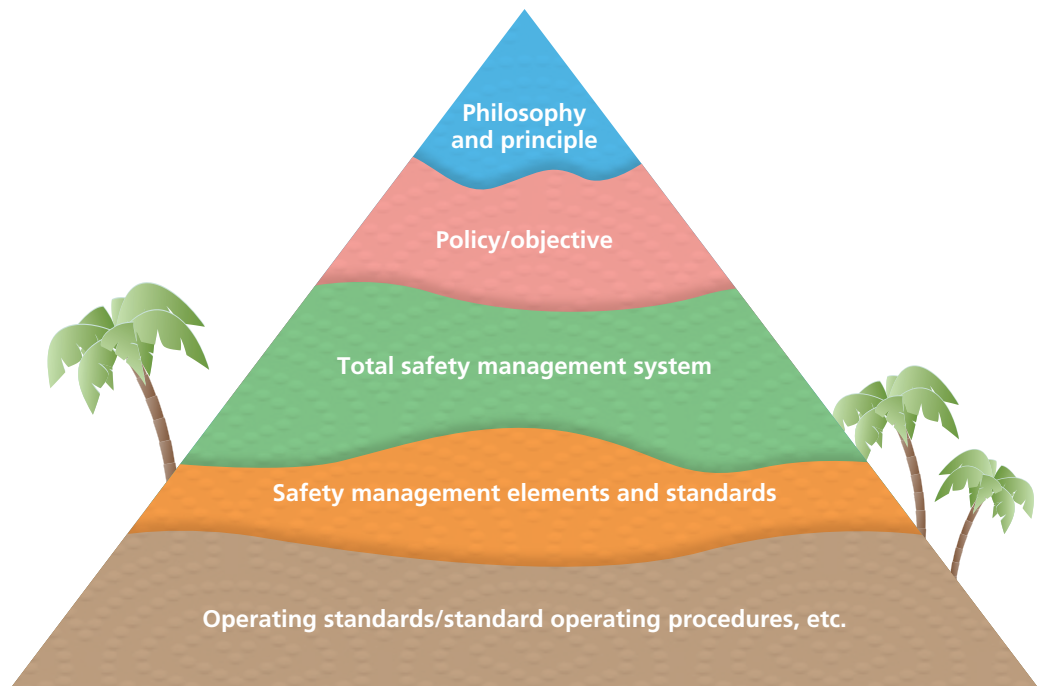 Philosophy
and principle
Policy/objective
Total safety management system
Safety management elements and standards
Operating standards/standard operating procedures, etc.